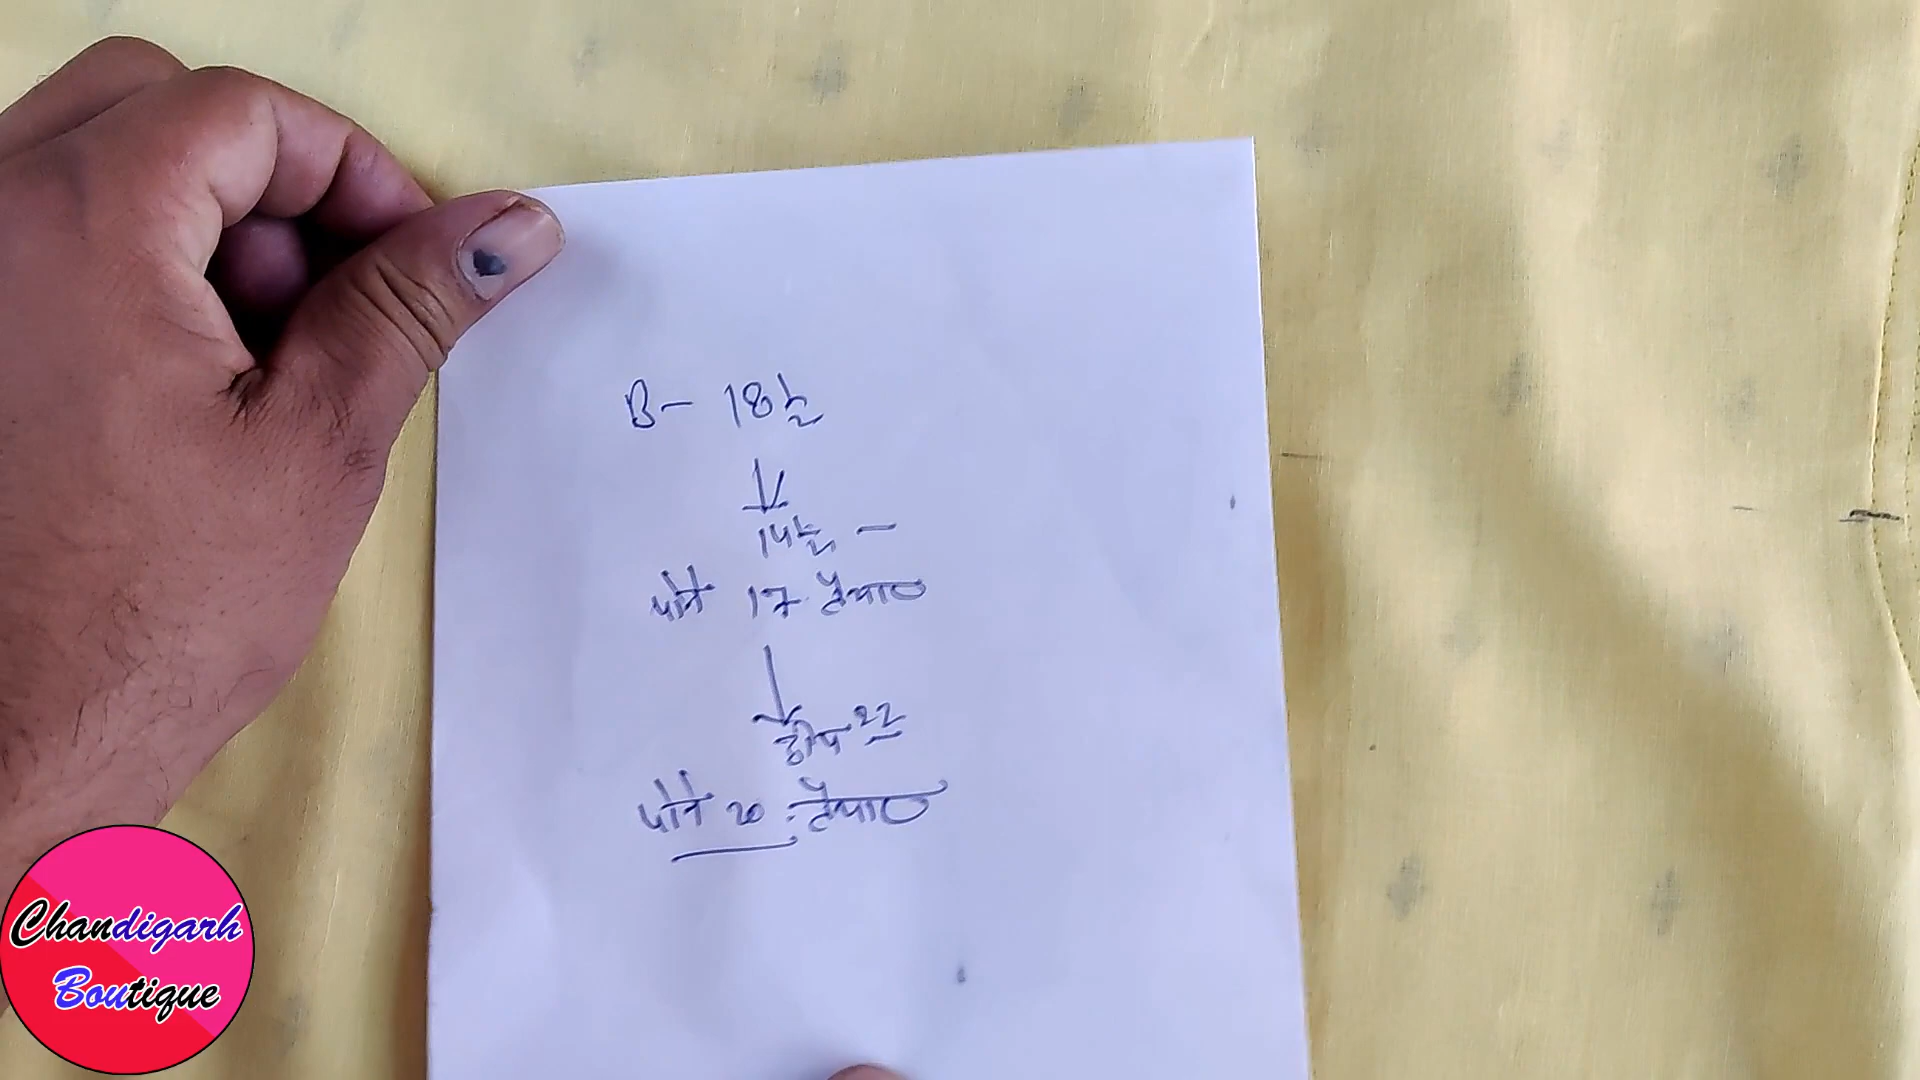 B- 18½
14½ -
पोने 17 तैयार
हीप 22
पोने 20 तैयार
Chandigarh
Boutique